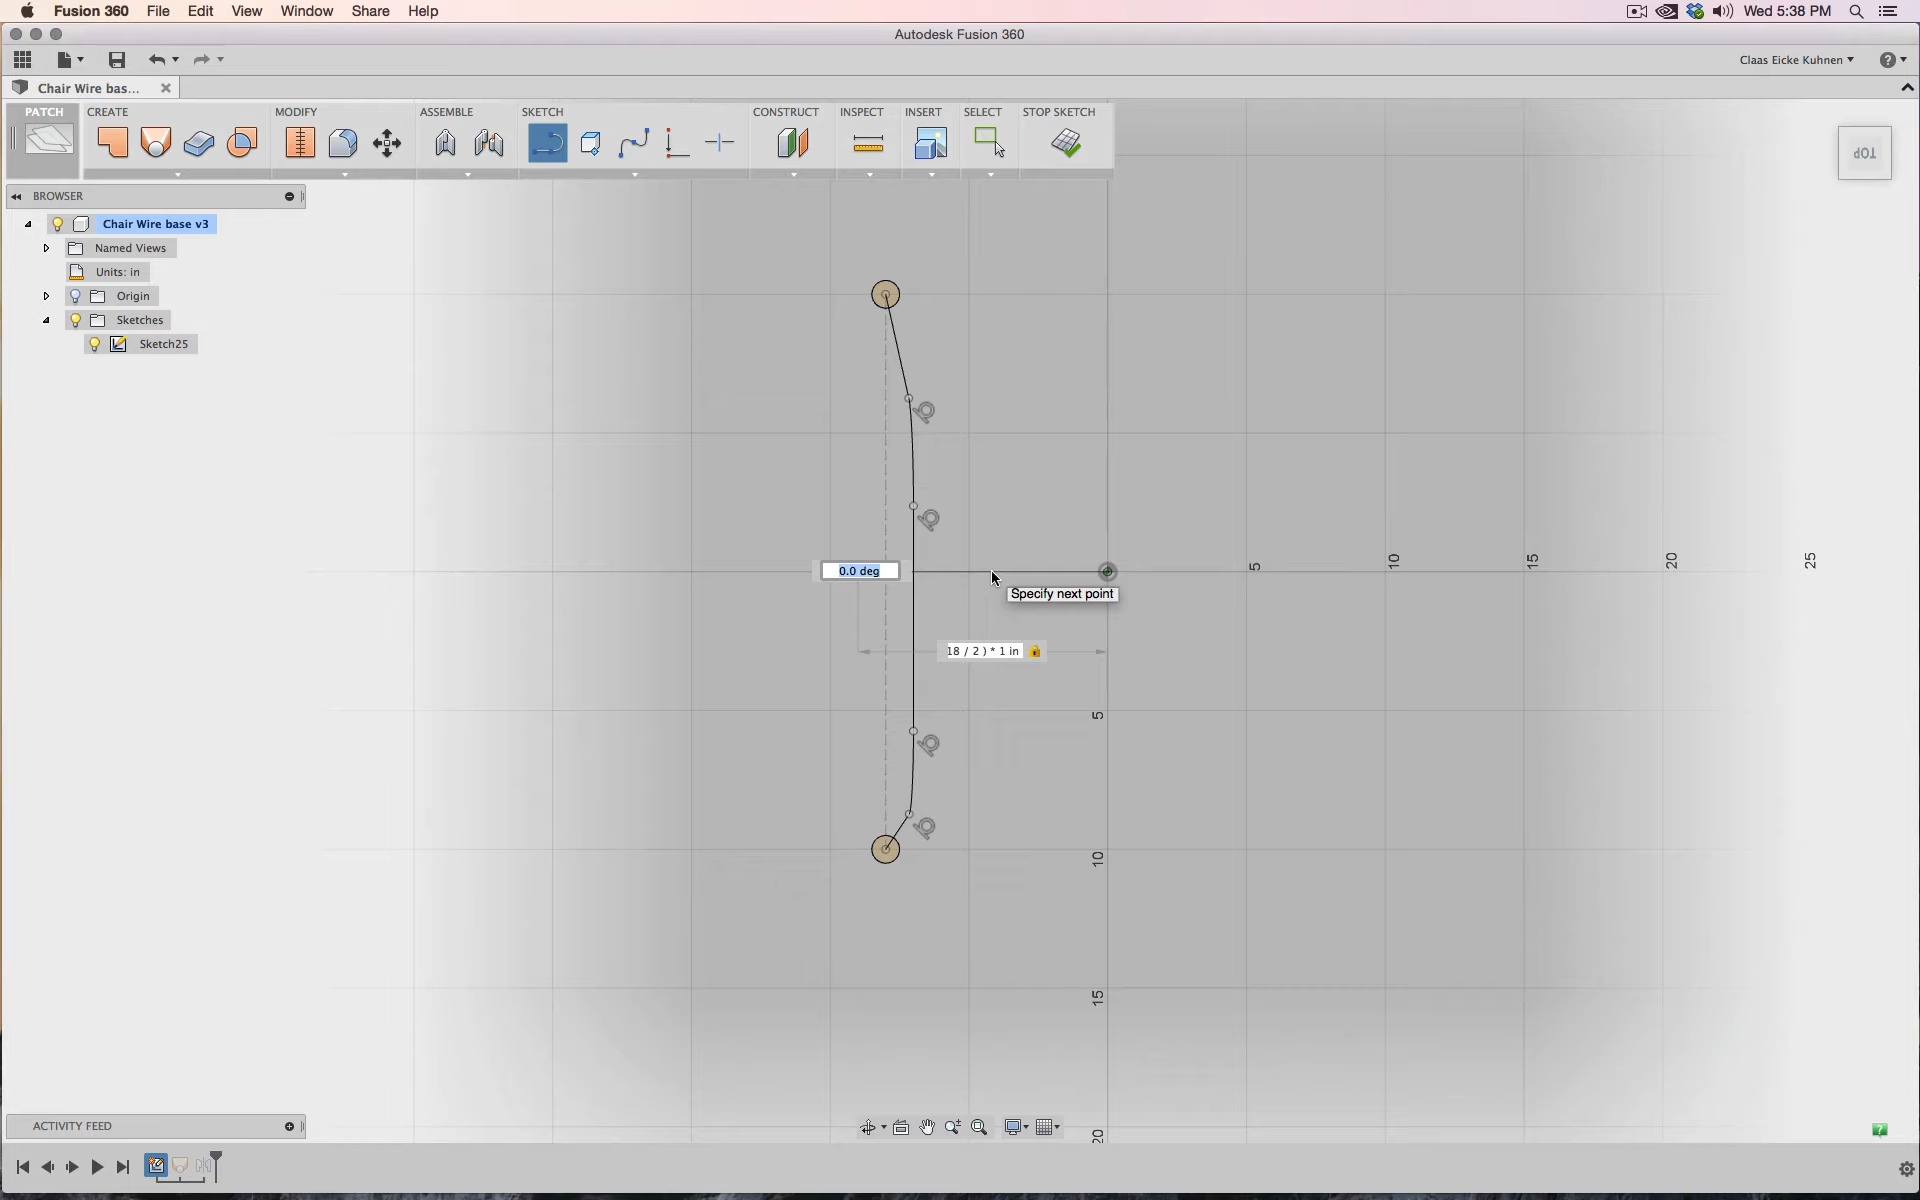 Fusion 360 File Edit View Window Share Help Wed 5:38 PM
Autodesk Fusion 360
Claas Eicke Kuhnen
Chair Wire bas...
PATCH CREATE MODIFY ASSEMBLE SKETCH CONSTRUCT INSPECT INSERT SELECT STOP SKETCH
TOP
BROWSER
Chair Wire base v3
Named Views
Units: in
Origin
Sketches
Sketch25
5 10 15 20 25
0.0 deg
Specify next point
18 / 2 ) * 1 in
5
10
15
20
ACTIVITY FEED